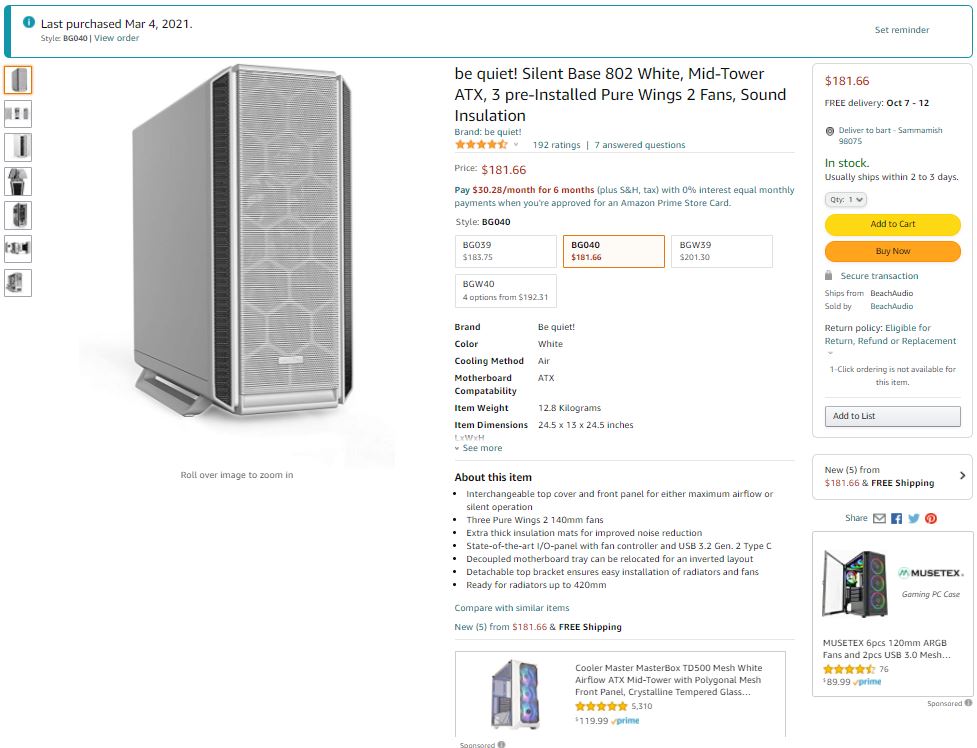 Last purchased Mar 4, 2021.
Style: BG040 | View order
Set reminder
be quiet! Silent Base 802 White, Mid-Tower
ATX, 3 pre-Installed Pure Wings 2 Fans, Sound
Insulation
Brand: be quiet!
192 ratings | 7 answered questions
Price: $181.66
Pay $30.28/month for 6 months (plus S&H, tax) with 0% interest equal monthly
payments when you're approved for an Amazon Prime Store Card.
Style: BG040
BG039
$183.75
BG040
$181.66
BGW39
$201.30
BGW40
4 options from $192.31
Brand Be quiet!
Color White
Cooling Method Air
Motherboard ATX
Compatability
Item Weight 12.8 Kilograms
Item Dimensions 24.5 x 13 x 24.5 inches
LxWxH
See more
Roll over image to zoom in
About this item
Interchangeable top cover and front panel for either maximum airflow or
silent operation
Three Pure Wings 2 140mm fans
Extra thick insulation mats for improved noise reduction
State-of-the-art I/O-panel with fan controller and USB 3.2 Gen. 2 Type C
Decoupled motherboard tray can be relocated for an inverted layout
Detachable top bracket ensures easy installation of radiators and fans
Ready for radiators up to 420mm
Compare with similar items
New (5) from $181.66 & FREE Shipping
Cooler Master MasterBox TD500 Mesh White
Airflow ATX Mid-Tower with Polygonal Mesh
Front Panel, Crystalline Tempered Glass...
5,310
$119.99 prime
Sponsored
$181.66
FREE delivery: Oct 7 - 12
Deliver to bart - Sammamish
98075
In stock.
Usually ships within 2 to 3 days.
Qty: 1
Add to Cart
Buy Now
Secure transaction
Ships from BeachAudio
Sold by BeachAudio
Return policy: Eligible for
Return, Refund or Replacement
1-Click ordering is not available for
this item.
Add to List
New (5) from
$181.66 & FREE Shipping
Share
MUSETEX
Gaming PC Case
MUSETEX 6pcs 120mm ARGB
Fans and 2pcs USB 3.0 Mesh...
76
$89.99 prime
Sponsored